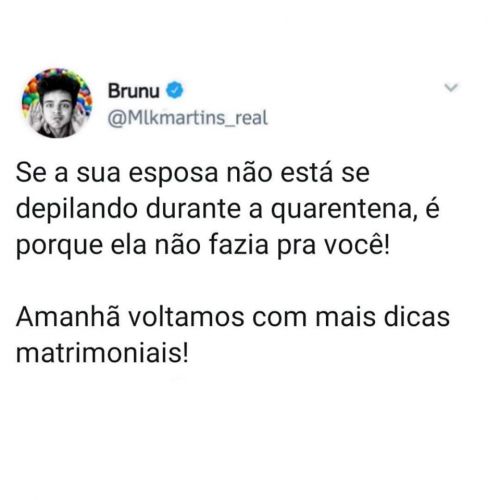 Brunu
@Mlkmartins_real
Se a sua esposa não está se
depilando durante a quarentena, é
porque ela não fazia pra você!
Amanhã voltamos com mais dicas
matrimoniais!